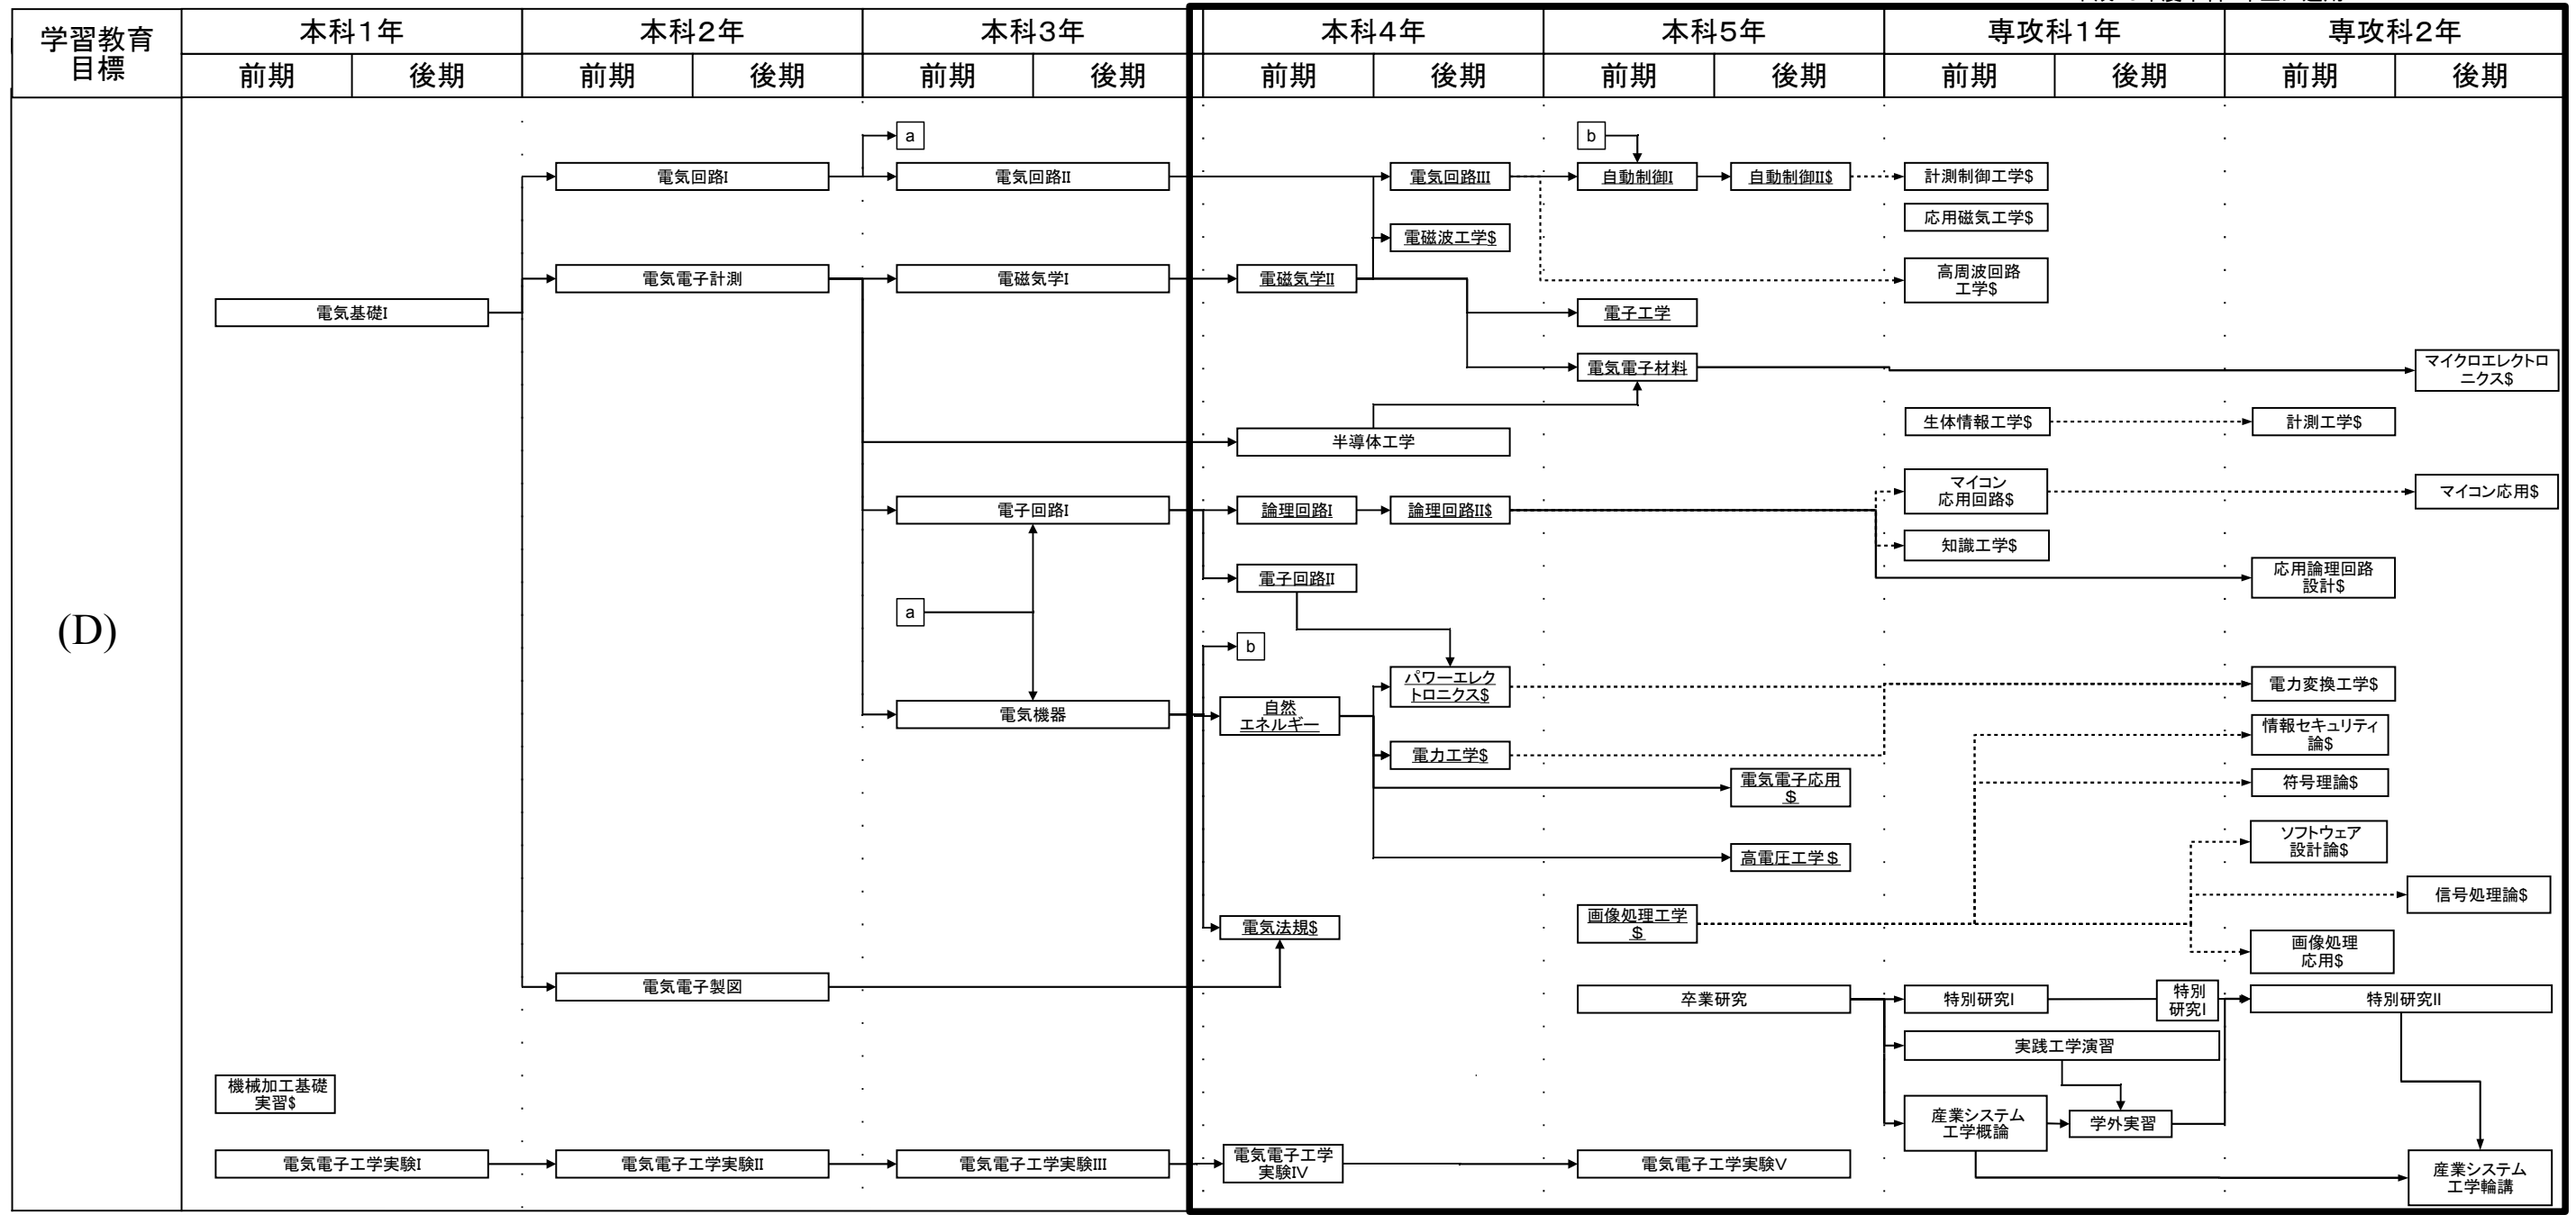 学習教育
目標
本科1年
本科2年
本科3年
本科4年
本科5年
専攻科1年
専攻科2年
前期
後期
前期
後期
前期
後期
前期
後期
前期
後期
前期
後期
前期
後期
(D)
a
b
電気回路I
電気回路II
電気回路III
自動制御I
自動制御II$
計測制御工学$
応用磁気工学$
電磁波工学$
電気電子計測
電磁気学I
電磁気学II
高周波回路
工学$
電気基礎I
電子工学
電気電子材料
マイクロエレクトロ
ニクス$
半導体工学
生体情報工学$
計測工学$
電子回路I
論理回路I
論理回路II$
マイコン
応用回路$
マイコン応用$
知識工学$
電子回路II
応用論理回路
設計$
a
b
パワーエレク
トロニクス$
電力変換工学$
電気機器
自然
エネルギー
情報セキュリティ
論$
電力工学$
電気電子応用
$
符号理論$
高電圧工学$
ソフトウェア
設計論$
信号処理論$
電気法規$
画像処理工学
$
画像処理
応用$
電気電子製図
卒業研究
特別研究I
特別
研究I
特別研究II
実践工学演習
機械加工基礎
実習$
産業システム
工学概論
学外実習
電気電子工学実験I
電気電子工学実験II
電気電子工学実験III
電気電子工学
実験IV
電気電子工学実験V
産業システム
工学輪講